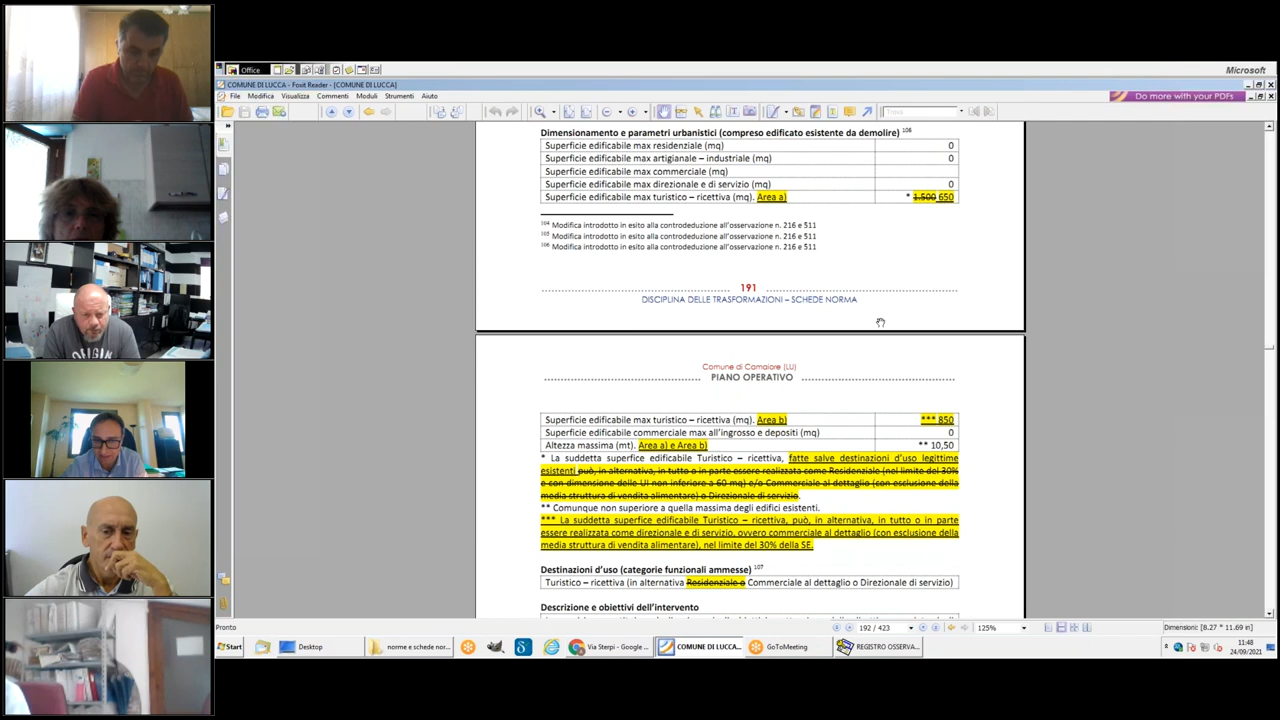 Office
Microsoft
COMUNE DI LUCCA - Foxit Reader - [COMUNE DI LUCCA]
File Modifica Visualizza Commenti Moduli Strumenti Aiuto
Do more with your PDFs
Trova
Dimensionamento e parametri urbanistici (compreso edificato esistente da demolire) 108
Superficie edificabile max residenziale (mq) 0
Superficie edificabile max artigianale – industriale (mq) 0
Superficie edificabile max commerciale (mq)
Superficie edificabile max direzionale e di servizio (mq) 0
Superficie edificabile max turistico – ricettiva (mq). Area a) * 1.500 650
104 Modifica introdotto in esito alla controdeduzione all'osservazione n. 216 e 511
105 Modifica introdotto in esito alla controdeduzione all'osservazione n. 216 e 511
106 Modifica introdotto in esito alla controdeduzione all'osservazione n. 216 e 511
191
DISCIPLINA DELLE TRASFORMAZIONI – SCHEDE NORMA
Comune di Camaiore (LU)
PIANO OPERATIVO
Superficie edificabile max turistico – ricettiva (mq). Area b) *** 850
Superficie edificabile commerciale max all'ingrosso e depositi (mq) 0
Altezza massima (mt). Area a) e Area b) ** 10,50
* La suddetta superfice edificabile Turistico – ricettiva, fatte salve destinazioni d'uso legittime
esistenti può, in alternativa, in tutto o in parte essere realizzata come Residenziale (nel limite del 30%
e con dimensione delle UI non inferiore a 60 mq) e/o Commerciale al dettaglio (con esclusione della
media struttura di vendita alimentare) o Direzionale di servizio.
** Comunque non superiore a quella massima degli edifici esistenti.
*** La suddetta superfice edificabile Turistico – ricettiva, può, in alternativa, in tutto o in parte
essere realizzata come direzionale e di servizio, ovvero commerciale al dettaglio (con esclusione della
media struttura di vendita alimentare), nel limite del 30% della SE.
Destinazioni d'uso (categorie funzionali ammesse) 107
Turistico – ricettiva (in alternativa Residenziale o Commerciale al dettaglio o Direzionale di servizio)
Descrizione e obiettivi dell'intervento
Pronto
192 / 423
125%
Dimensioni: [8.27 * 11.69 in]
Start
Desktop
norme e schede nor...
Via Sterpi - Google ...
COMUNE DI LUCCA...
GoToMeeting
REGISTRO OSSERVA...
11:48
24/09/2021
ORIGIN